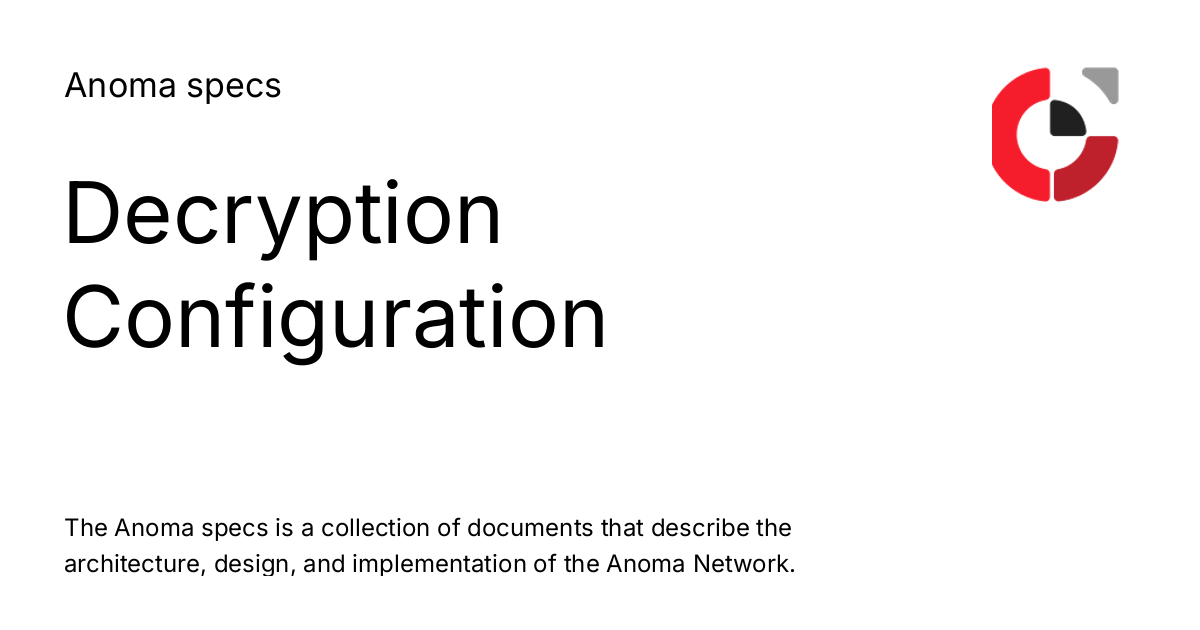 Anoma specs
Decryption
Configuration
The Anoma specs is a collection of documents that describe the
architecture, design, and implementation of the Anoma Network.